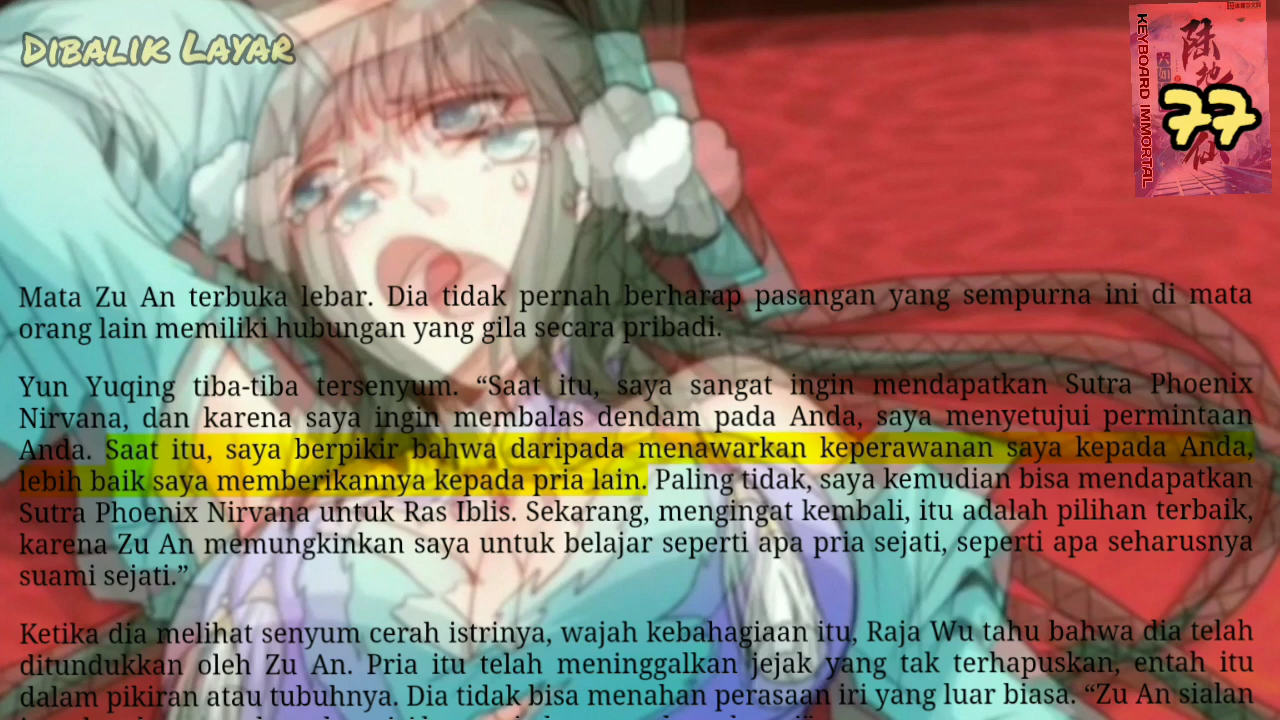 Dibalik Layar
KEYBOARD IMMORTAL
陆地
77
仙
Mata Zu An terbuka lebar. Dia tidak pernah berharap pasangan yang sempurna ini di mata
orang lain memiliki hubungan yang gila secara pribadi.
Yun Yuqing tiba-tiba tersenyum. “Saat itu, saya sangat ingin mendapatkan Sutra Phoenix
Nirvana, dan karena saya ingin membalas dendam pada Anda, saya menyetujui permintaan
Anda. Saat itu, saya berpikir bahwa daripada menawarkan keperawanan saya kepada Anda,
lebih baik saya memberikannya kepada pria lain. Paling tidak, saya kemudian bisa mendapatkan
Sutra Phoenix Nirvana untuk Ras Iblis. Sekarang, mengingat kembali, itu adalah pilihan terbaik,
karena Zu An memungkinkan saya untuk belajar seperti apa pria sejati, seperti apa seharusnya
suami sejati.”
Ketika dia melihat senyum cerah istrinya, wajah kebahagiaan itu, Raja Wu tahu bahwa dia telah
ditundukkan oleh Zu An. Pria itu telah meninggalkan jejak yang tak terhapuskan, entah itu
dalam pikiran atau tubuhnya. Dia tidak bisa menahan perasaan iri yang luar biasa. “Zu An sialan